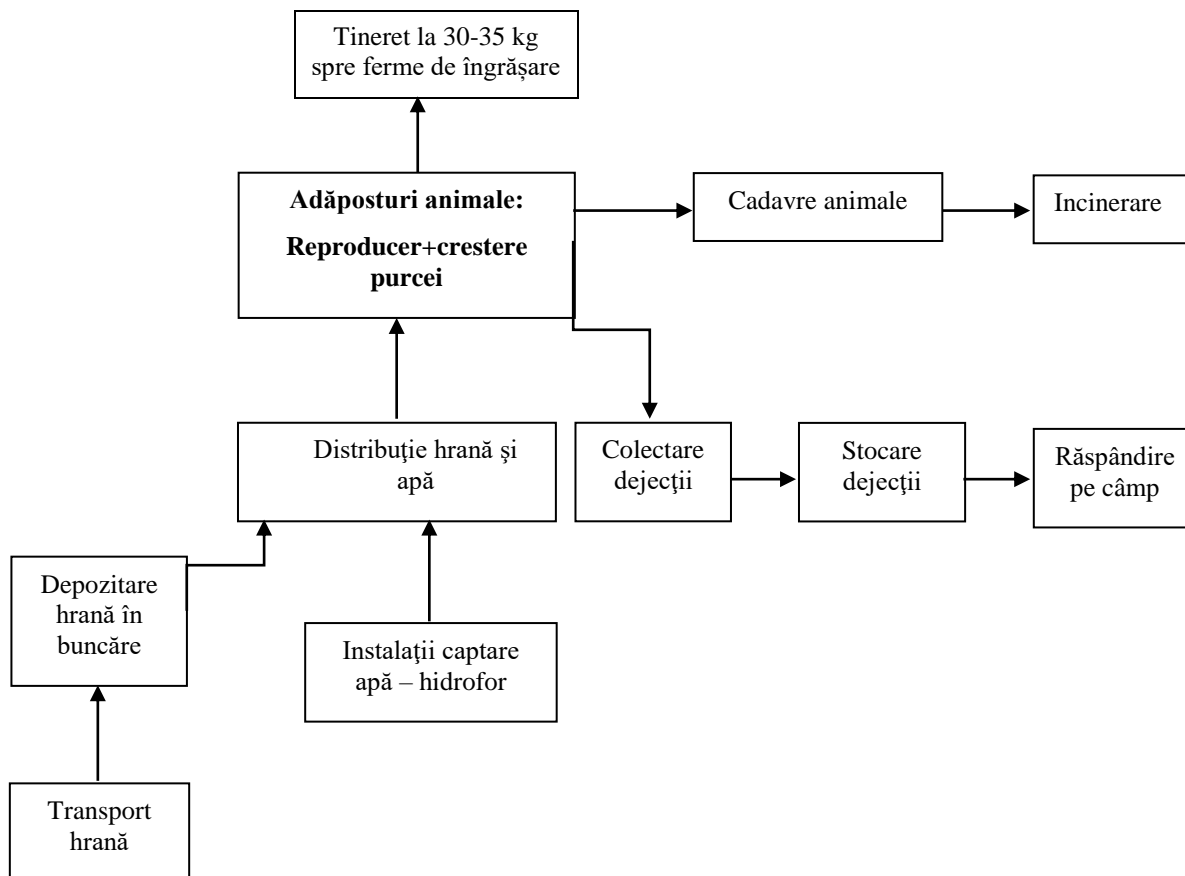 Tineret la 30-35 kg
spre ferme de îngrășare
Adăposturi animale:
Reproducer+crestere
purcei
Cadavre animale
Incinerare
Distribuţie hrană şi
apă
Colectare
dejecţii
Stocare
dejecţii
Răspândire
pe câmp
Depozitare
hrană în
buncăre
Instalaţii captare
apă – hidrofor
Transport
hrană